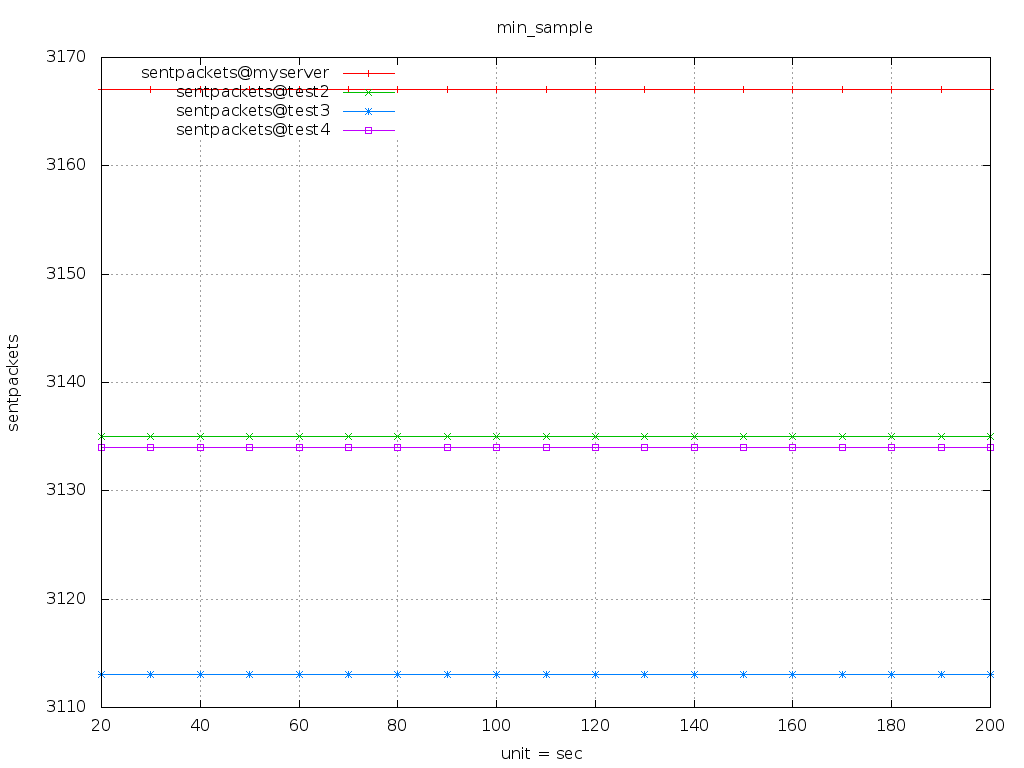 min_sample
3170
sentpackets@myserver
sentpackets@test2
sentpackets@test3
sentpackets@test4
3160
3150
3140
3130
3120
3110
sentpackets
20 40 60 80 100 120 140 160 180 200
unit = sec